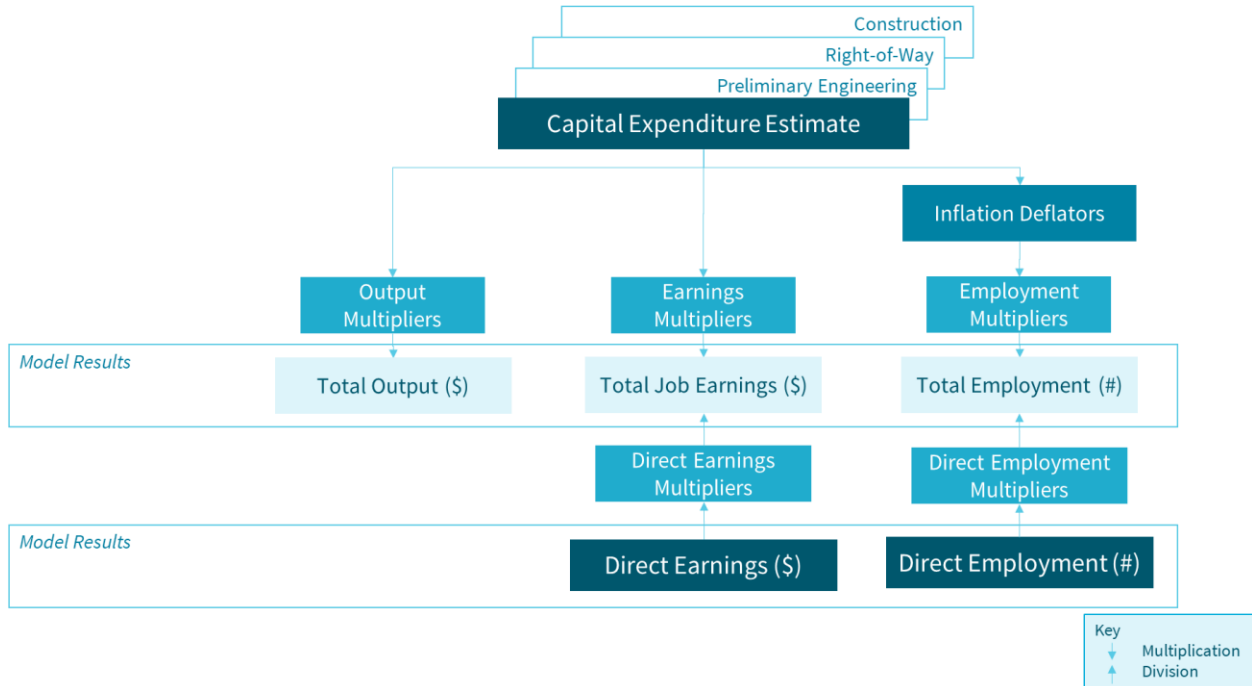 Construction
Right-of-Way
Preliminary Engineering
Capital Expenditure Estimate
Inflation Deflators
Output
Multipliers
Earnings
Multipliers
Employment
Multipliers
Model Results
Total Output ($)
Total Job Earnings ($)
Total Employment (#)
Direct Earnings
Multipliers
Direct Employment
Multipliers
Model Results
Direct Earnings ($)
Direct Employment (#)
Key
Multiplication
Division